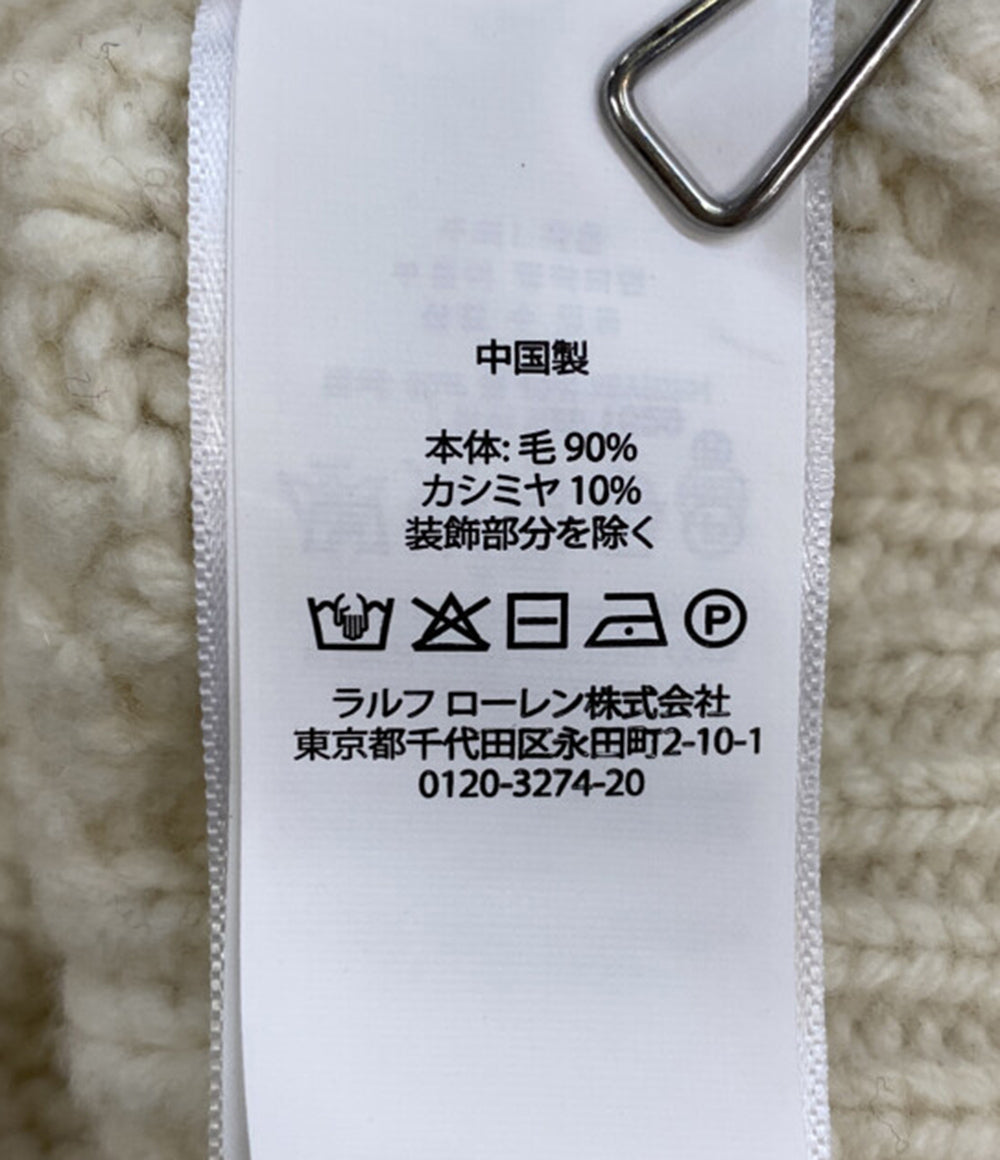 中国製
本体: 毛 90%
カシミヤ 10%
装飾部分を除く
P
ラルフ ローレン株式会社
東京都千代田区永田町2-10-1
0120-3274-20